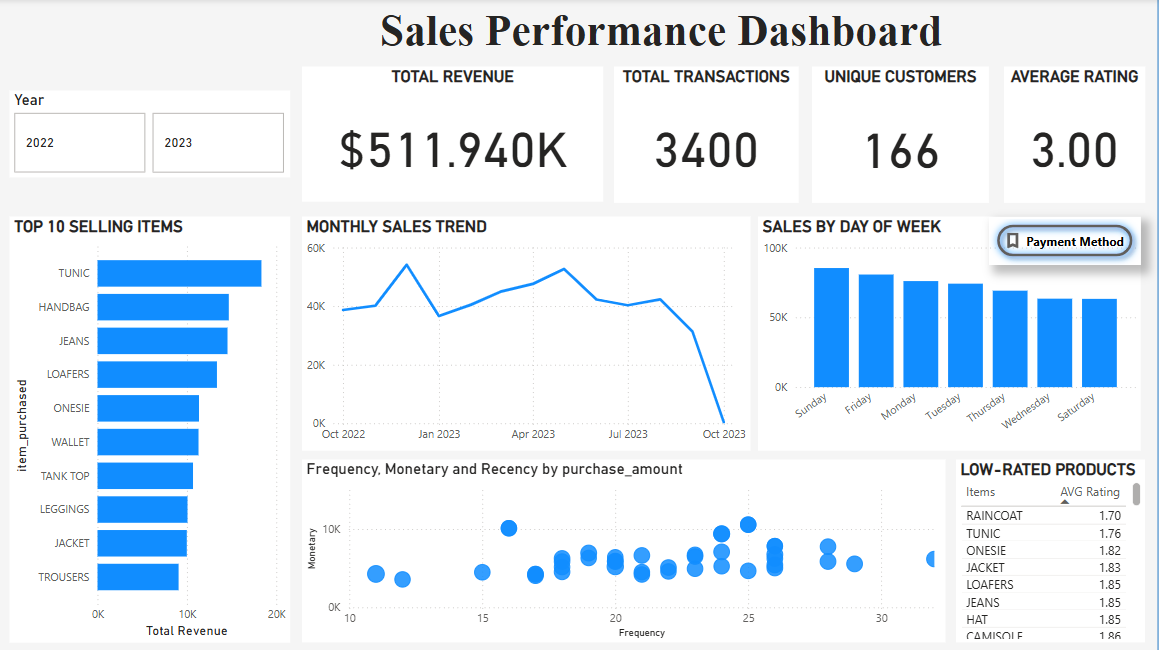 Sales Performance Dashboard
Year
2022
2023
TOTAL REVENUE
$511.940K
TOTAL TRANSACTIONS
3400
UNIQUE CUSTOMERS
166
AVERAGE RATING
3.00
TOP 10 SELLING ITEMS
item_purchased
TUNIC
HANDBAG
JEANS
LOAFERS
ONESIE
WALLET
TANK TOP
LEGGINGS
JACKET
TROUSERS
0K 10K 20K
Total Revenue
MONTHLY SALES TREND
60K
40K
20K
0K
Oct 2022 Jan 2023 Apr 2023 Jul 2023 Oct 2023
SALES BY DAY OF WEEK
Payment Method
100K
50K
0K
Sunday Friday Monday Tuesday Thursday Wednesday Saturday
Frequency, Monetary and Recency by purchase_amount
Monetary
10K
0K
10 15 20 25 30
Frequency
LOW-RATED PRODUCTS
Items AVG Rating
RAINCOAT 1.70
TUNIC 1.76
ONESIE 1.82
JACKET 1.83
LOAFERS 1.85
JEANS 1.85
HAT 1.85
CAMISOLE 1.86